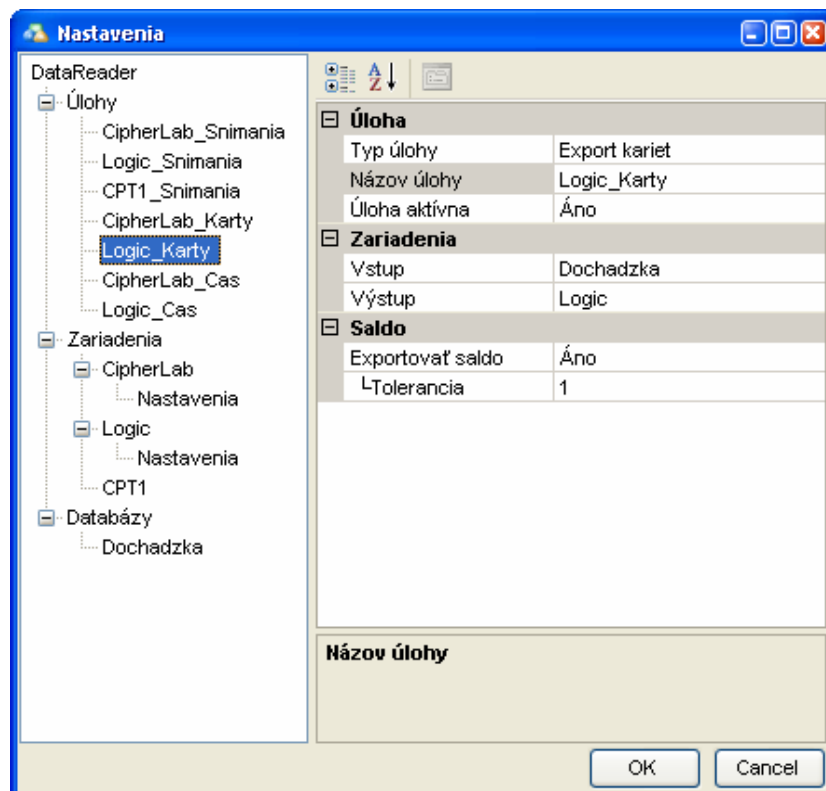 Nastavenia
DataReader
Úlohy
CipherLab_Snimania
Logic_Snimania
CPT1_Snimania
CipherLab_Karty
Logic_Karty
CipherLab_Cas
Logic_Cas
Zariadenia
CipherLab
Nastavenia
Logic
Nastavenia
CPT1
Databázy
Dochadzka
Úloha
Typ úlohy Export kariet
Názov úlohy Logic_Karty
Úloha aktívna Áno
Zariadenia
Vstup Dochadzka
Výstup Logic
Saldo
Exportovať saldo Áno
└Tolerancia 1
Názov úlohy
OK Cancel